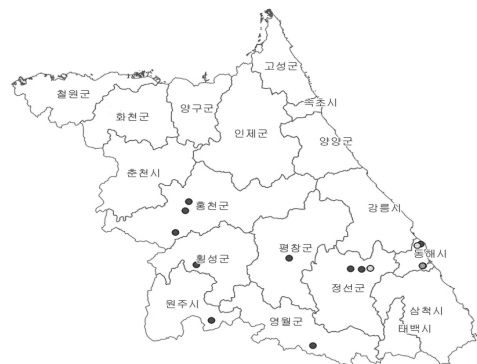 고성군
철원군
속초시
양구군
화천군
인제군
양양군
춘천시
홍천군
강릉시
평창군
동해시
횡성군
정선군
원주시
삼척시
영월군
태백시